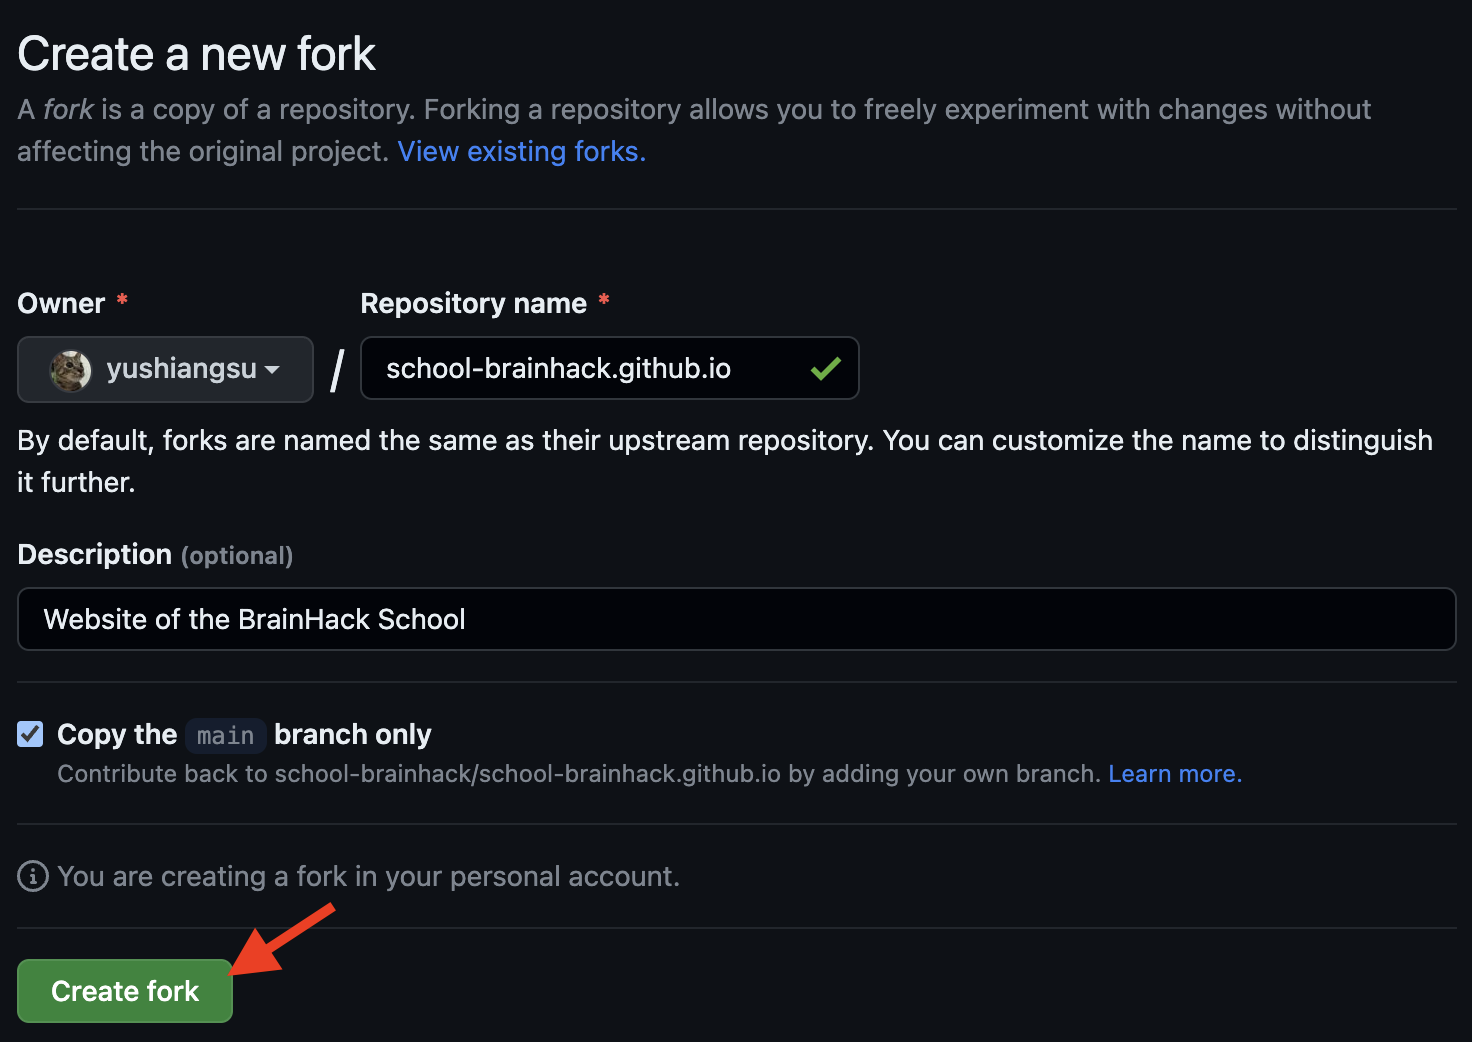 Create a new fork
A fork is a copy of a repository. Forking a repository allows you to freely experiment with changes without
affecting the original project. View existing forks.
Owner *
Repository name *
yushiangsu
/
school-brainhack.github.io
By default, forks are named the same as their upstream repository. You can customize the name to distinguish
it further.
Description (optional)
Website of the BrainHack School
Copy the main branch only
Contribute back to school-brainhack/school-brainhack.github.io by adding your own branch. Learn more.
You are creating a fork in your personal account.
Create fork